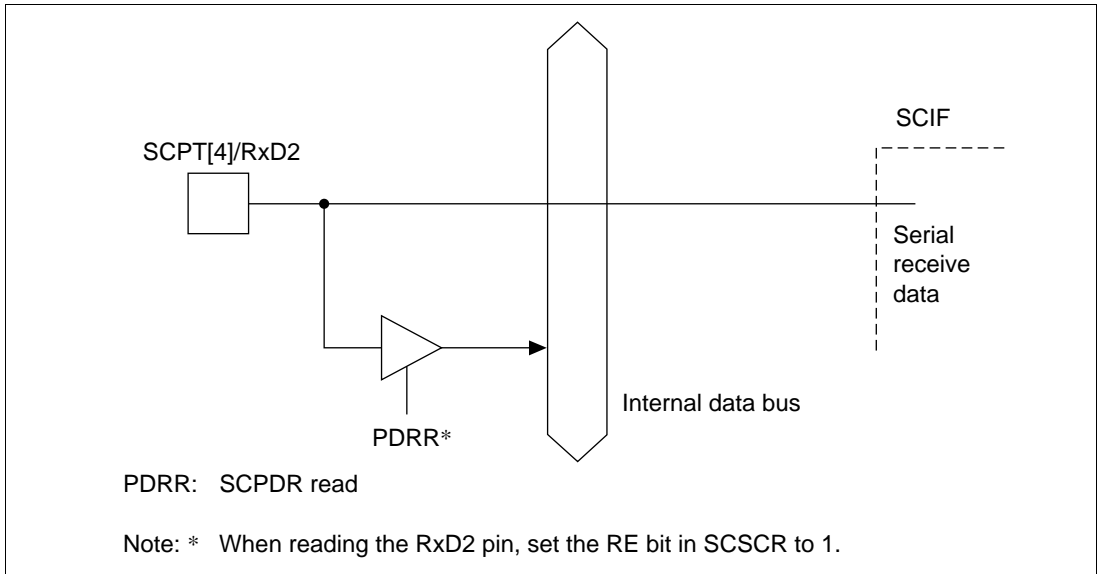 SCIF
SCPT[4]/RxD2
Serial
receive
data
Internal data bus
PDRR*
PDRR: SCPDR read
Note: * When reading the RxD2 pin, set the RE bit in SCSCR to 1.